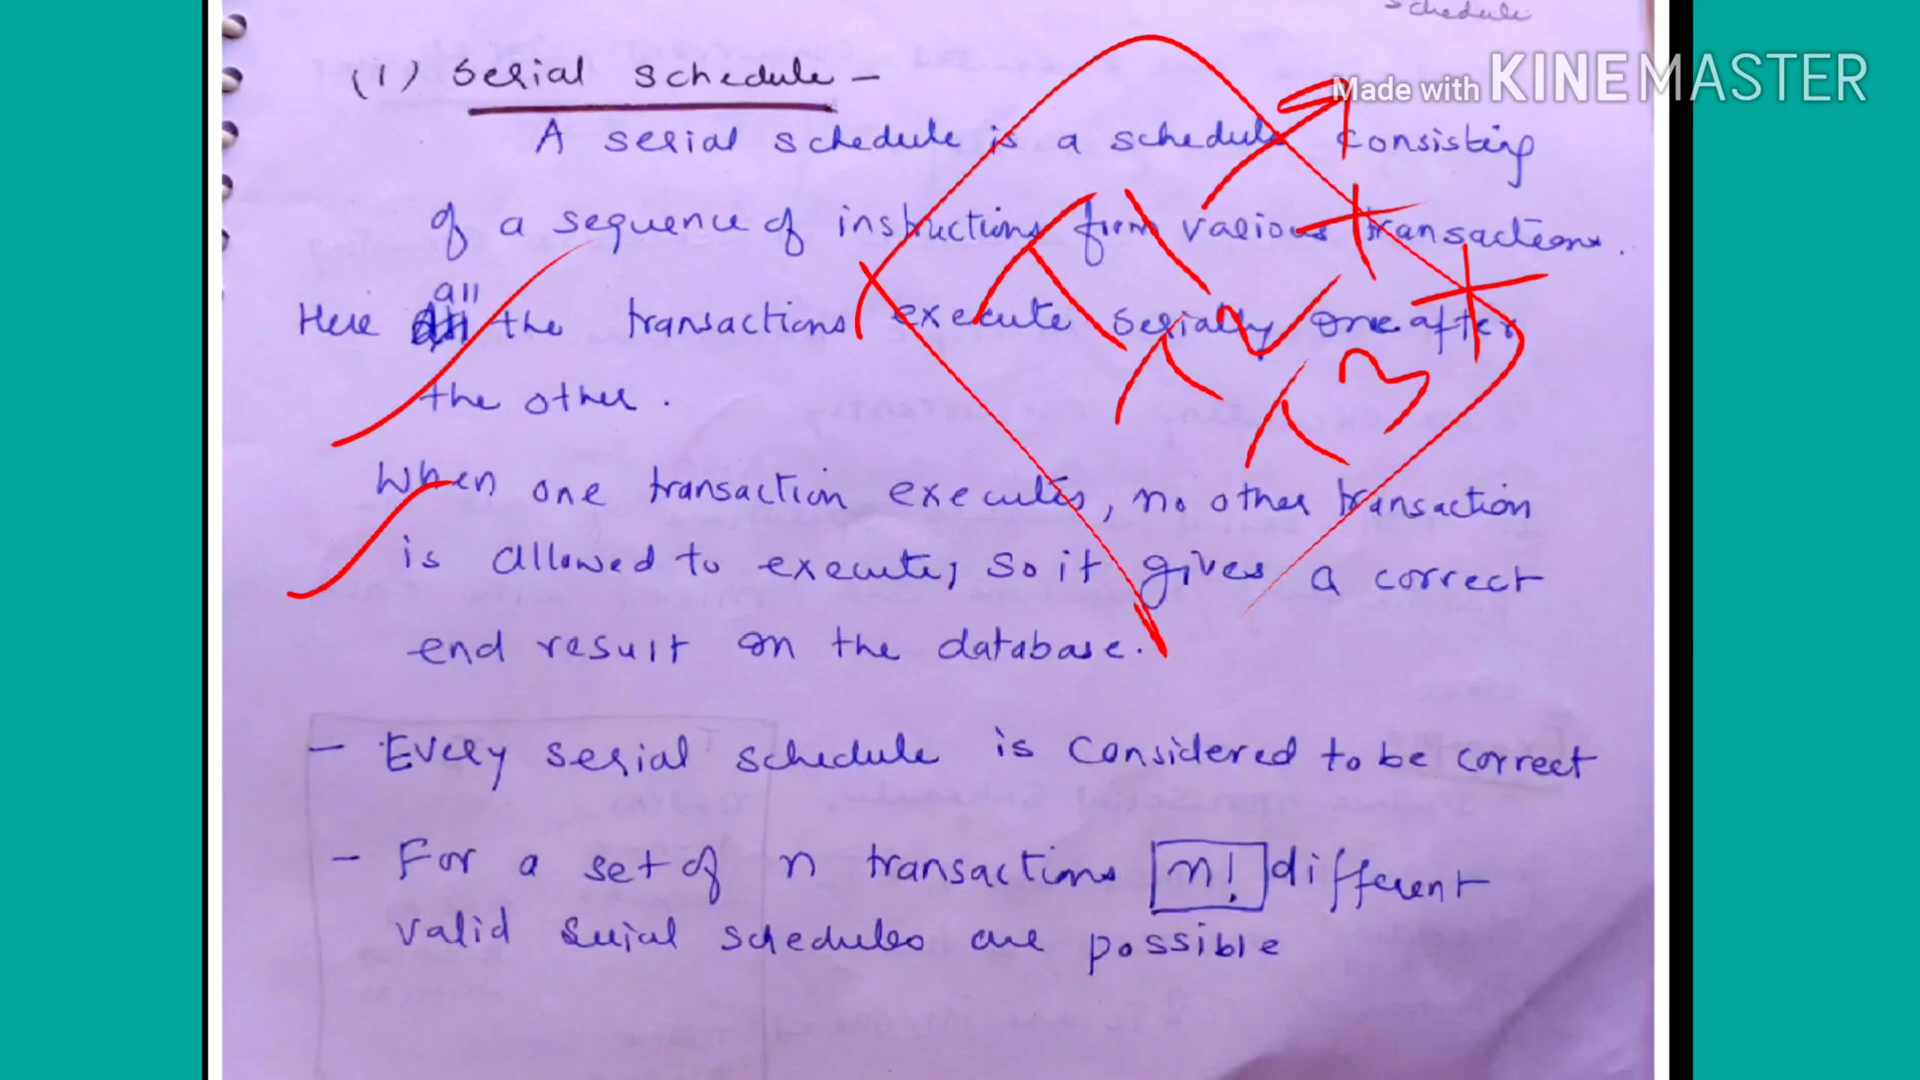 schedule
Made with KINEMASTER
(1) Serial Schedule -
A serial schedule is a schedule consisting
of a sequence of instructions from various transactions.
Here all the transactions execute serially one after
the other.
When one transaction executes, no other transaction
is allowed to execute, so it gives a correct
end result on the database.
- Every serial schedule is considered to be correct
- For a set of n transactions n! different
valid serial schedules are possible
T1
T2
T3